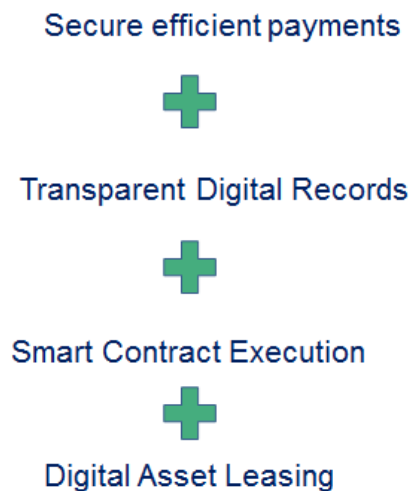 Secure efficient payments
Transparent Digital Records
Smart Contract Execution
Digital Asset Leasing